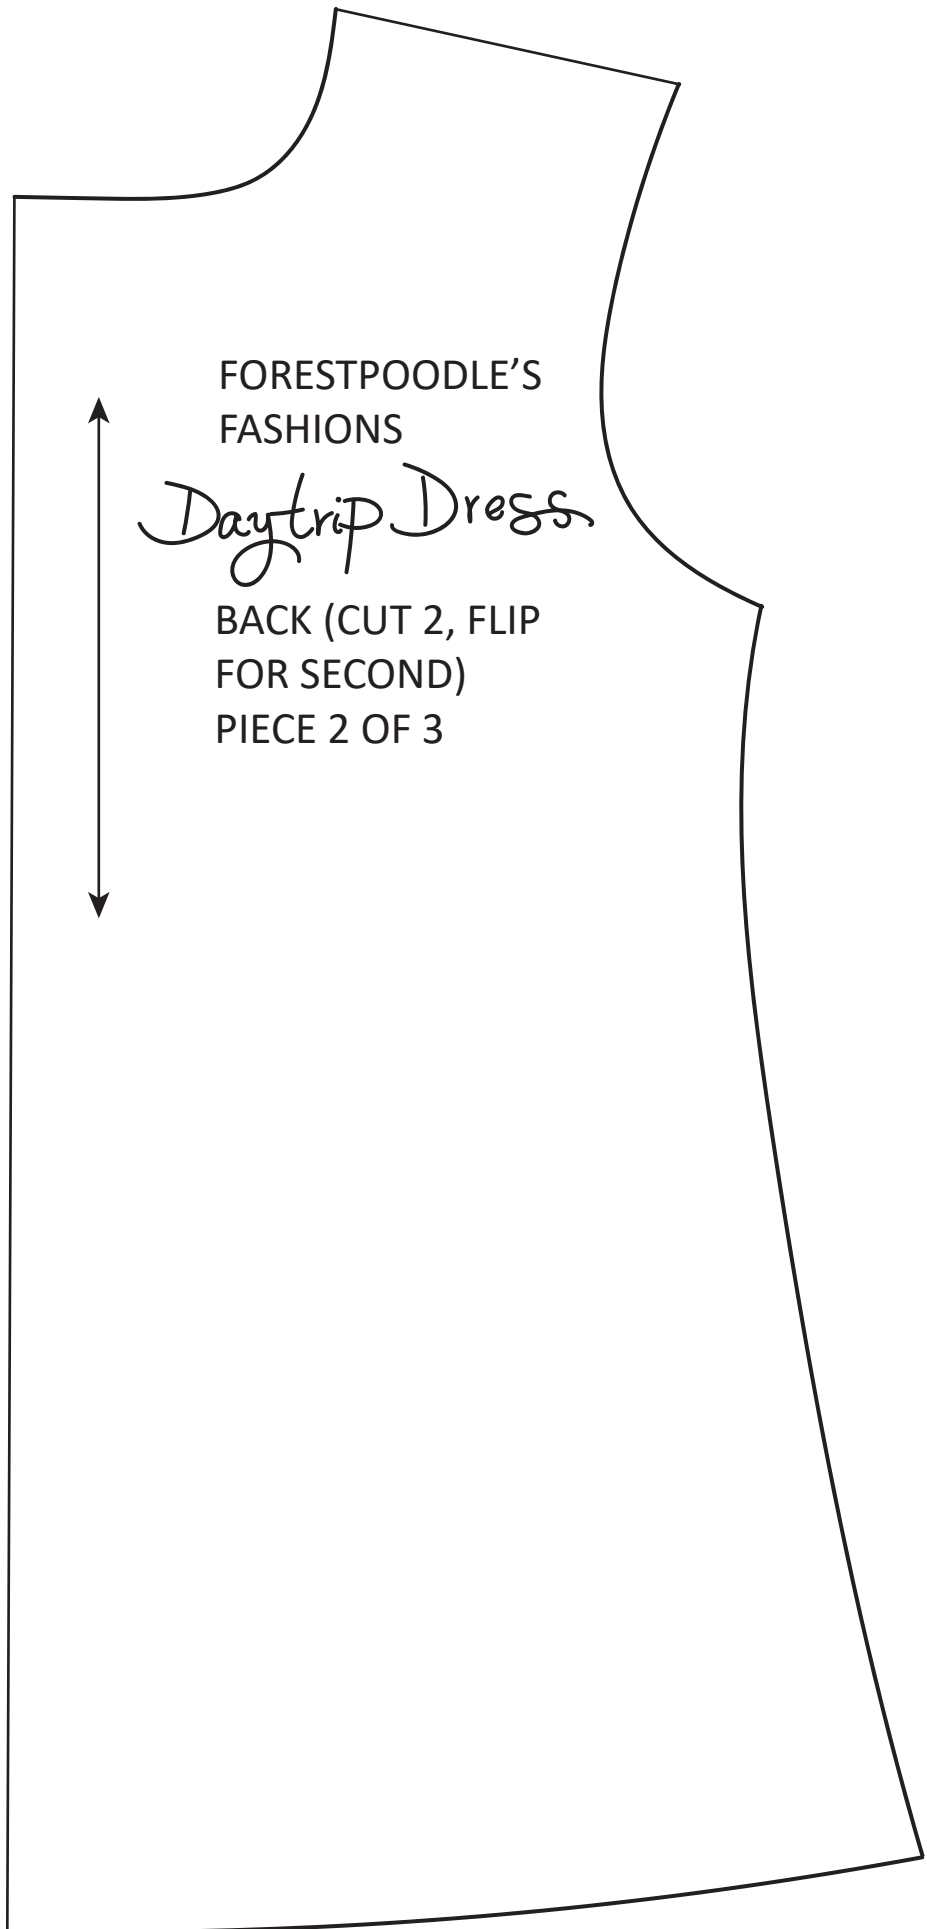 FORESTPOODLE’S
FASHIONS
Daytrip Dress
BACK (CUT 2, FLIP
FOR SECOND)
PIECE 2 OF 3